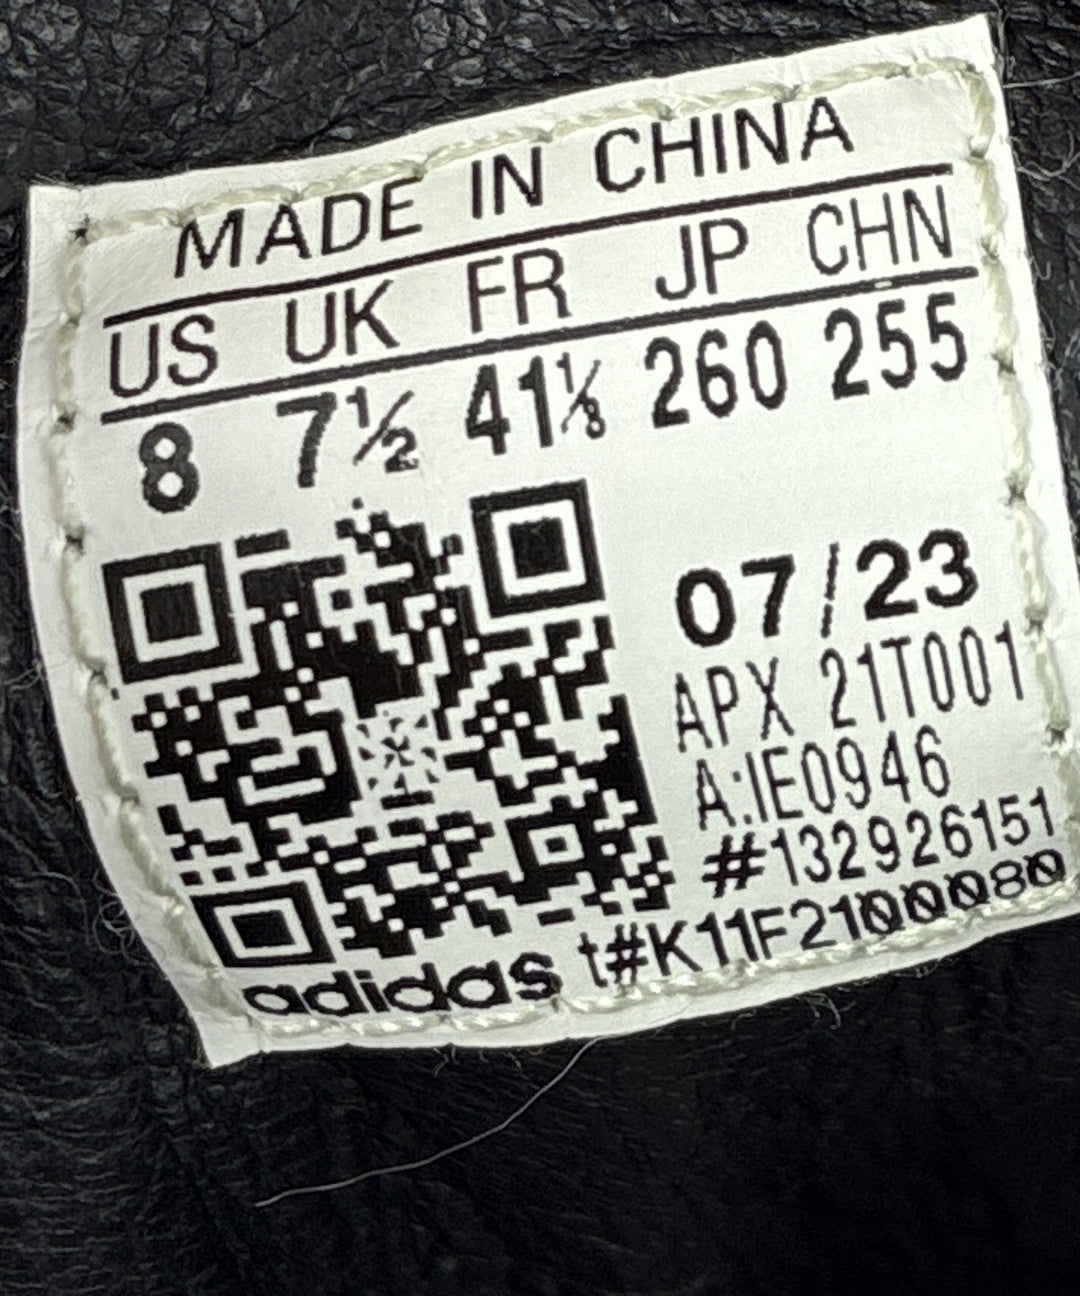 MADE IN CHINA
US UK FR JP CHN
8 7½ 41⅓ 260 255
07/23
APX 21T001
A:IE0946
#132926151
adidas t#K11F21000080